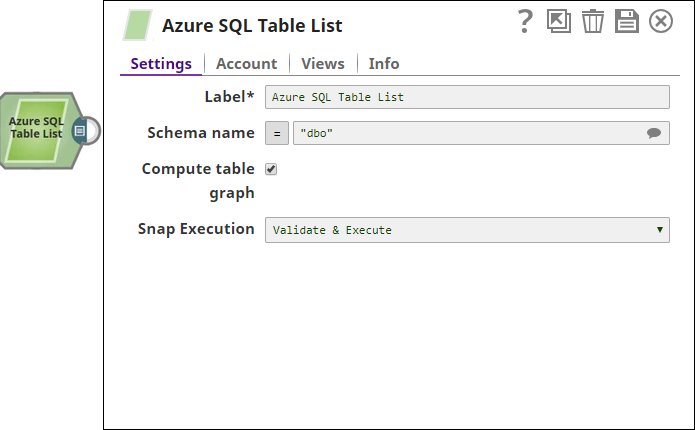 Azure SQL
Table List
Azure SQL Table List
Settings Account Views Info
Label* Azure SQL Table List
Schema name = "dbo"
Compute table
graph
Snap Execution Validate & Execute